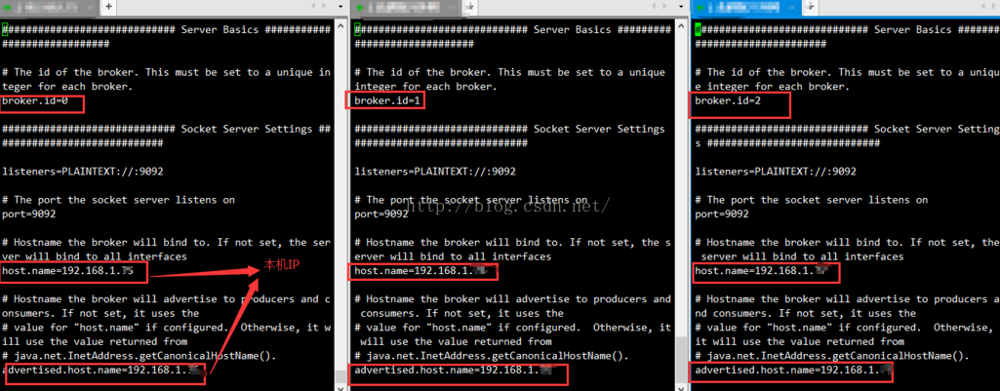 ############################# Server Basics ###########
##################
# The id of the broker. This must be set to a unique in
teger for each broker.
broker.id=0
############################# Socket Server Settings ##
###########################
listeners=PLAINTEXT://:9092
# The port the socket server listens on
port=9092
# Hostname the broker will bind to. If not set, the ser
ver will bind to all interfaces
host.name=192.168.1.
本机IP
# Hostname the broker will advertise to producers and c
onsumers. If not set, it uses the
# value for "host.name" if configured.  Otherwise, it w
ill use the value returned from
# java.net.InetAddress.getCanonicalHostName().
advertised.host.name=192.168.1.
############################# Server Basics #########
####################
# The id of the broker. This must be set to a unique
integer for each broker.
broker.id=1
############################# Socket Server Settings
#############################
listeners=PLAINTEXT://:9092
# The port the socket server listens on
port=9092
http://blog.csdn.net/
# Hostname the broker will bind to. If not set, the s
erver will bind to all interfaces
host.name=192.168.1.
# Hostname the broker will advertise to producers and
consumers. If not set, it uses the
# value for "host.name" if configured.  Otherwise, it
will use the value returned from
# java.net.InetAddress.getCanonicalHostName().
advertised.host.name=192.168.1.
############################# Server Basics #######
######################
# The id of the broker. This must be set to a uniqu
e integer for each broker.
broker.id=2
############################# Socket Server Setting
s #############################
listeners=PLAINTEXT://:9092
# The port the socket server listens on
port=9092
# Hostname the broker will bind to. If not set, the
server will bind to all interfaces
host.name=192.168.1.
# Hostname the broker will advertise to producers a
nd consumers. If not set, it uses the
# value for "host.name" if configured.  Otherwise,
it will use the value returned from
# java.net.InetAddress.getCanonicalHostName().
advertised.host.name=192.168.1.